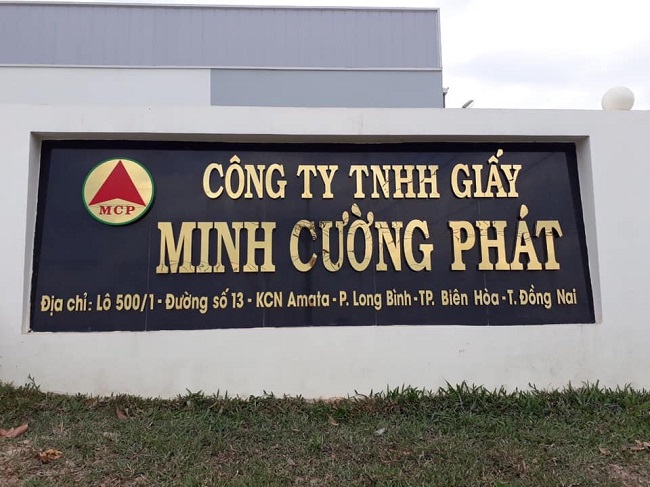 CÔNG TY TNHH GIẤY
MCP
MINH CƯỜNG PHÁT
Địa chỉ: Lô 500/1 - Đường số 13 - KCN Amata - P. Long Bình - TP. Biên Hòa - T. Đồng Nai